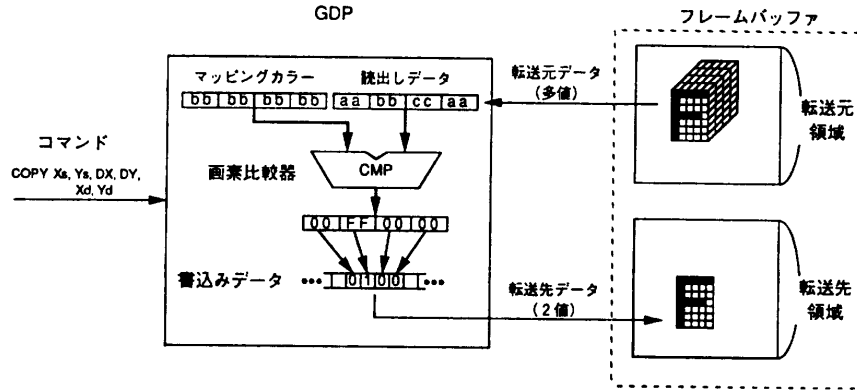 GDP
フレームバッファ
マッピングカラー
読出しデータ
bb bb bb bb
aa bb cc aa
転送元データ
(多値)
転送元
領域
コマンド
COPY Xs, Ys, DX, DY,
Xd, Yd
画素比較器
CMP
00 FF 00 00
書込みデータ
••• 0 1 0 0 •••
転送先データ
(2値)
転送先
領域